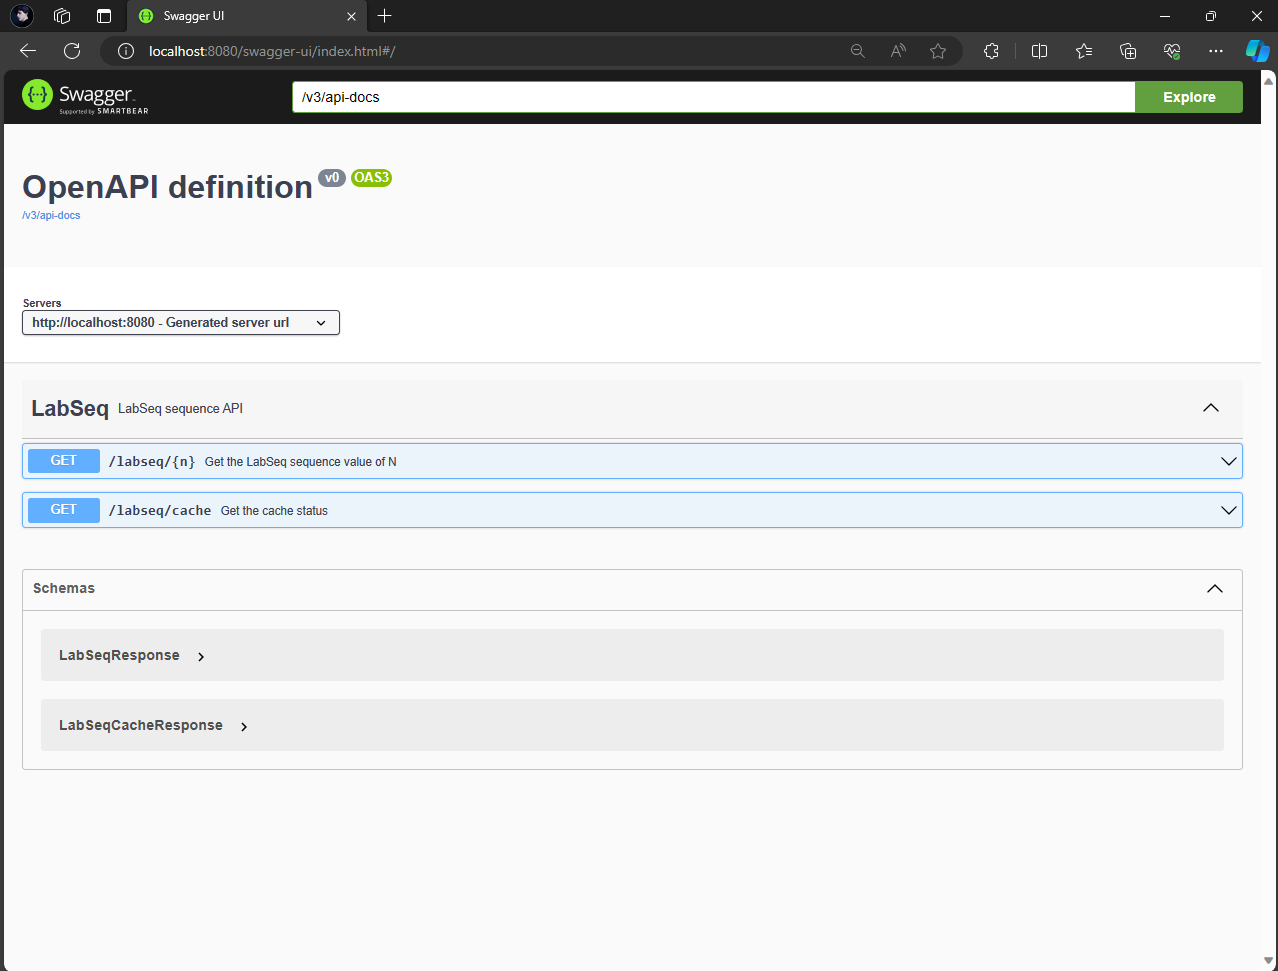 Swagger UI
localhost:8080/swagger-ui/index.html#/
Swagger.
Supported by SMARTBEAR
/v3/api-docs
Explore
OpenAPI definition v0 OAS3
/v3/api-docs
Servers
http://localhost:8080 - Generated server url
LabSeq LabSeq sequence API
GET /labseq/{n} Get the LabSeq sequence value of N
GET /labseq/cache Get the cache status
Schemas
LabSeqResponse
LabSeqCacheResponse